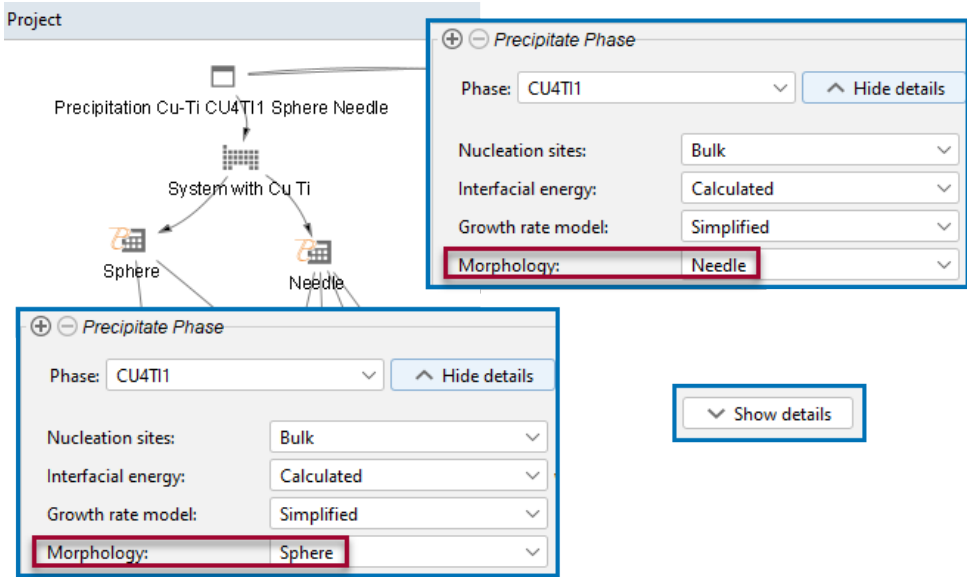 Project
Precipitation Cu-Ti CU4TI1 Sphere Needle
System with Cu Ti
Sphere
Needle
Precipitate Phase
Phase: CU4TI1 Hide details
Nucleation sites: Bulk
Interfacial energy: Calculated
Growth rate model: Simplified
Morphology: Needle
Precipitate Phase
Phase: CU4TI1 Hide details
Nucleation sites: Bulk
Interfacial energy: Calculated
Growth rate model: Simplified
Morphology: Sphere
Show details